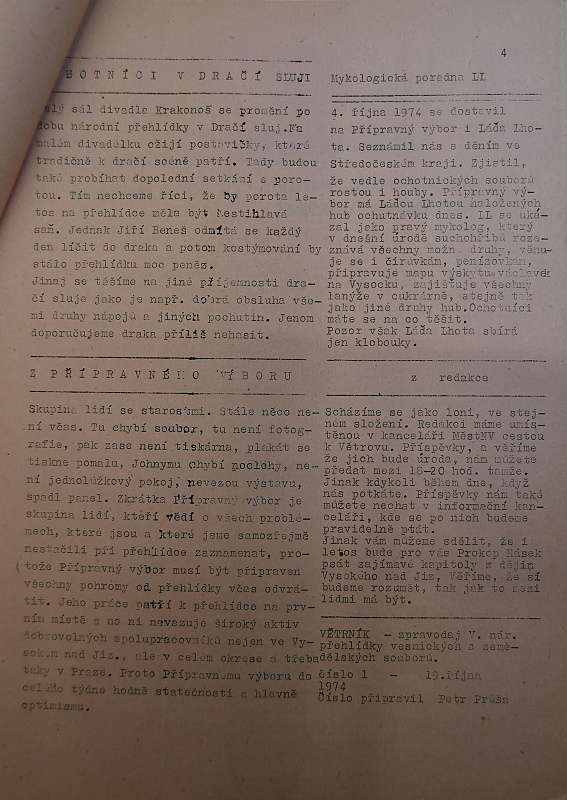 4
HOTNÍCI V DRAČÍ SLUJI
alý sál divadla Krakonoš se promění po
dobu národní přehlídky v Dračí sluj.Na
malém divadélku ožijí postavičky, které
tradičně k dračí scéně patří. Tady budou
také probíhat dopolední setkání s poro-
tou. Tím nechceme říci, že by porota le-
tos na přehlídce měla být nestihlavá
saň. Jednak Jiří Beneš odmítá se každý
den líčit do draka a potom kostýmování by
stálo přehlídku moc peněz.
Jinaj se těšíme na jiné příjemnosti dra-
čí sluje jako je např. dobrá obsluha vše-
mi druhy nápojů a jiných pochutin. Jenom
doporučujeme draka příliš nehasit.
Z PŘÍPRAVNÉHO VÝBORU
Skupina lidí se starostmi. Stále něco ne-
ní včas. Tu chybí soubor, tu není fotog-
rafie, pak zase není tiskárna, plakát se
tiskne pomalu, Johnymu chybí podlohy, ne-
ní jednolůžkový pokoj, nevezou výstavu,
spadl panel. Zkrátka Přípravný výbor je
skupina lidí, kteří vědí o všech problé-
mech, které jsou a které jsme samozřejmě
nestačili při přehlídce zaznamenat, pro-
tože Přípravný výbor musí být připraven
všechny pohromy od přehlídky včas odvrá-
tit. Jeho práce patří k přehlídce na prv-
ním místě a na ni navazuje široký aktiv
dobrovolných spolupracovníků nejen ve Vy-
sokém nad Jiz., ale v celém okrese a třeba
taky v Praze. Proto Přípravnému výboru do
celého týdne hodně statečnosti a hlavně
optimismu.
Mykologická poradna LL
4. října 1974 se dostavil
na Přípravný výbor i Láďa Lho-
ta. Seznámil nás s děním ve
Středočeském kraji. Zjistil,
že vedle ochotnických souborů
rostou i houby. Přípravný vý-
bor má Láďou Lhotou naložených
hub ochutnávku dnes. LL se uká-
zal jako pravý mykolog, který
v dnešní úrodě suchohřibů roze-
znává všechny možn. druhy, věnu-
je se i čirůvkám, penízovkám,
připravuje mapu výskytu václavek
na Vysocku, zajišťuje všechny
lanýže v cukrárně, stejně tak
jako jiné druhy hub.Ochotníci
máte se na co těšit.
Pozor však Láďa Lhota sbírá
jen klobouky.
z redakce
Scházíme se jako loni, ve stej-
ném složení. Redakci máme umís-
těnou v kanceláři MěstNV cestou
k Větrovu. Příspěvky, a věříme
že jich bude úroda, nám můžete
předat mezi 18-20 hod. tamže.
Jinak kdykoli během dne, když
nás potkáte. Příspěvky nám také
můžete nechat v informační kan-
celáři, kde se po nich budeme
pravidelně ptát.
Jinak vám můžeme sdělit, že i
letos bude pro vás Prokop Hásek
psát zajímavé kapitoly z dějin
Vysokého nad Jiz, Věříme, že si
budeme rozumět, tak jak to mezi
lidmi má být.
VĚTRNÍK - zpravodaj V. nár.
přehlídky vesnických a země-
dělských souborů.
číslo 1 - 19.října
1974
Číslo připravil Petr Průša